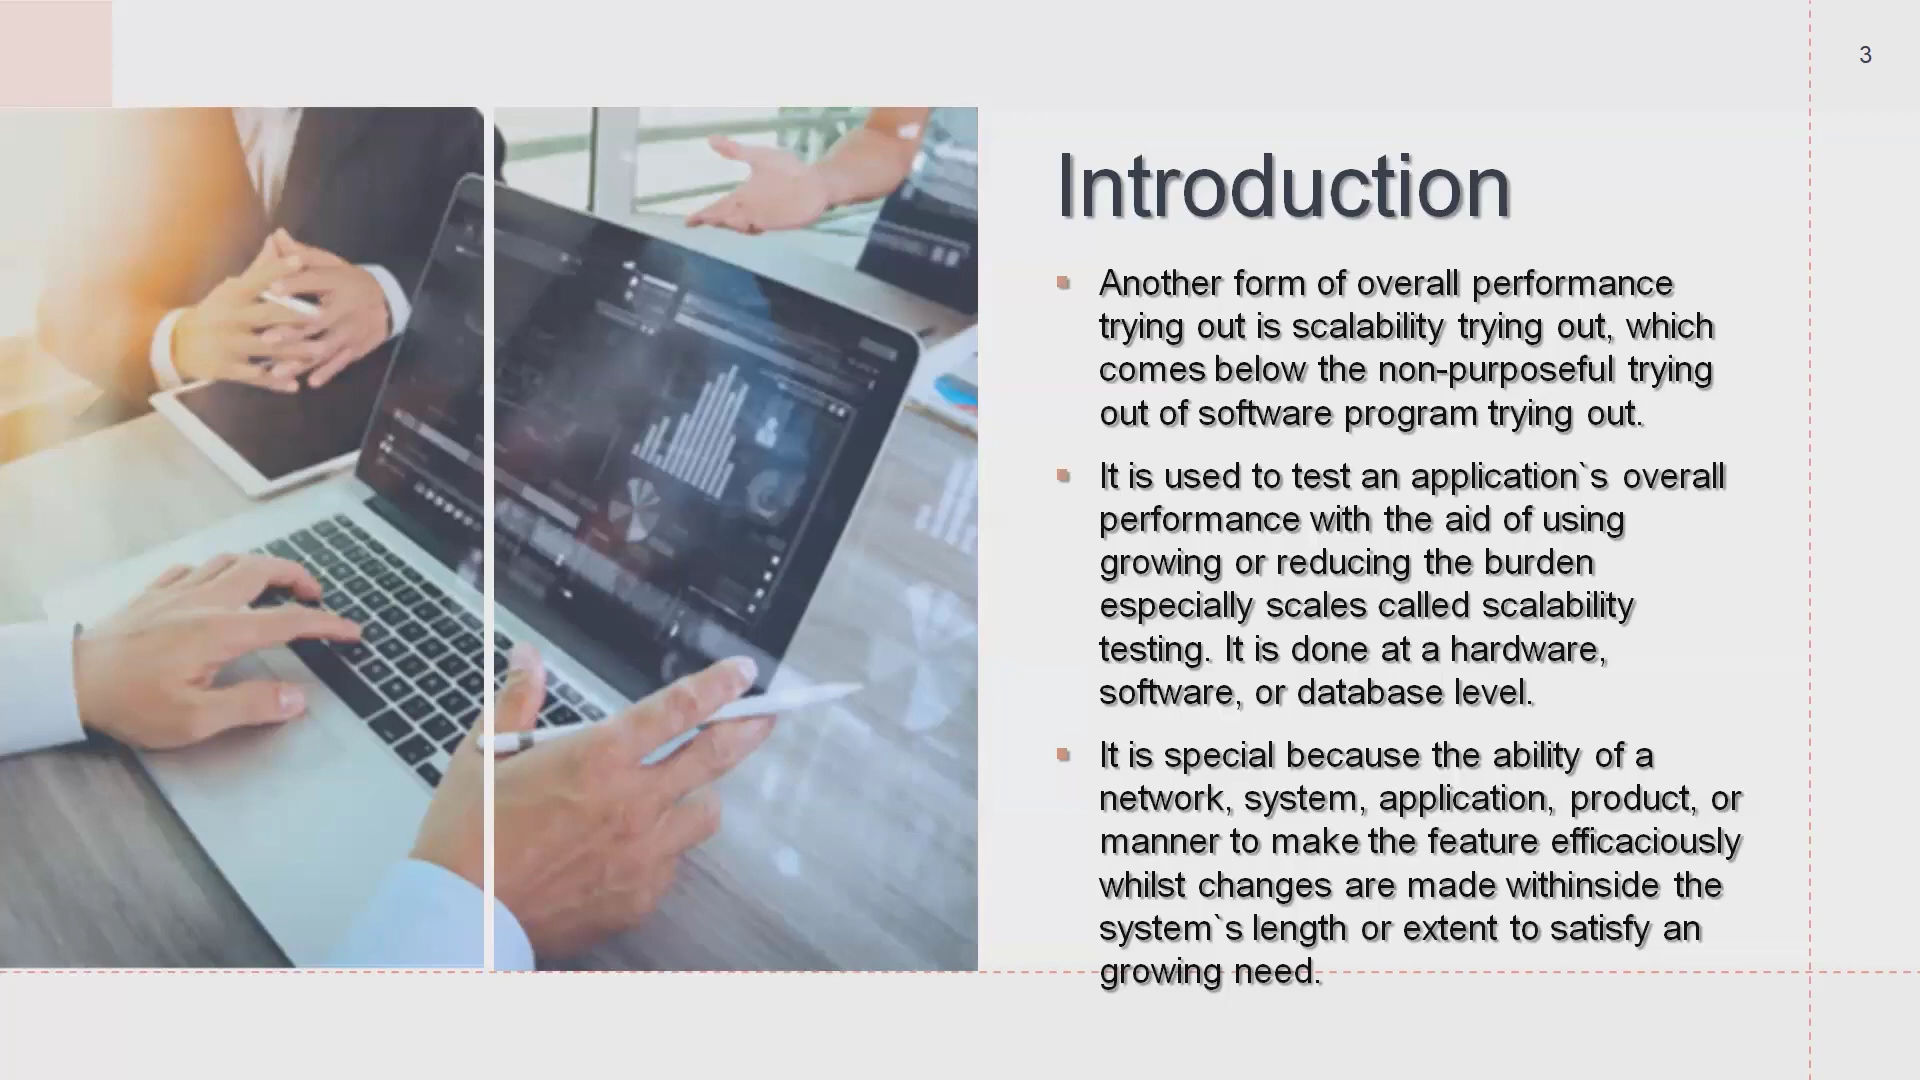 3
Introduction
Another form of overall performance
trying out is scalability trying out, which
comes below the non-purposeful trying
out of software program trying out.
It is used to test an application`s overall
performance with the aid of using
growing or reducing the burden
especially scales called scalability
testing. It is done at a hardware,
software, or database level.
It is special because the ability of a
network, system, application, product, or
manner to make the feature efficaciously
whilst changes are made withinside the
system`s length or extent to satisfy an
growing need.